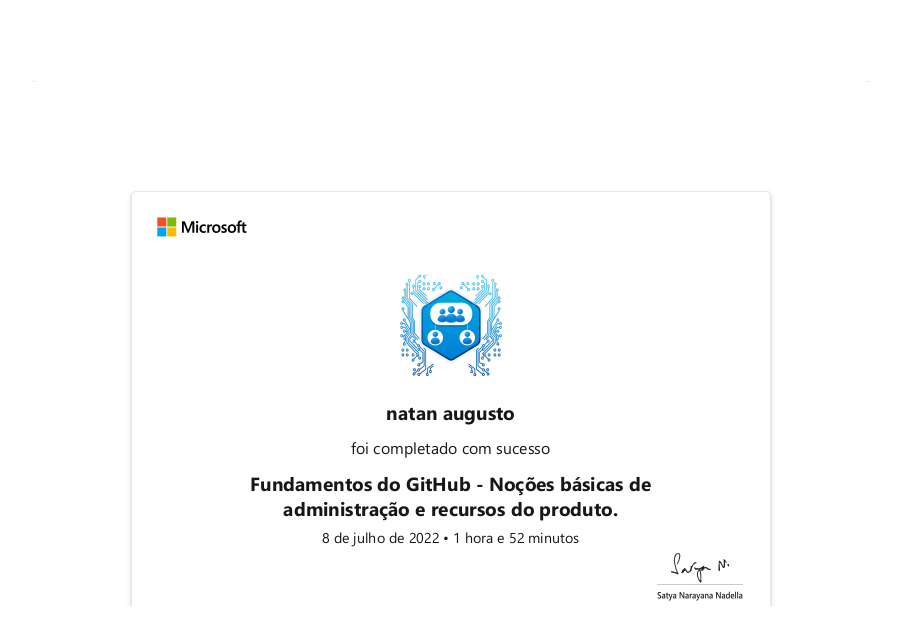 Microsoft
natan augusto
foi completado com sucesso
Fundamentos do GitHub - Noções básicas de
administração e recursos do produto.
8 de julho de 2022 • 1 hora e 52 minutos
Satya N.
Satya Narayana Nadella